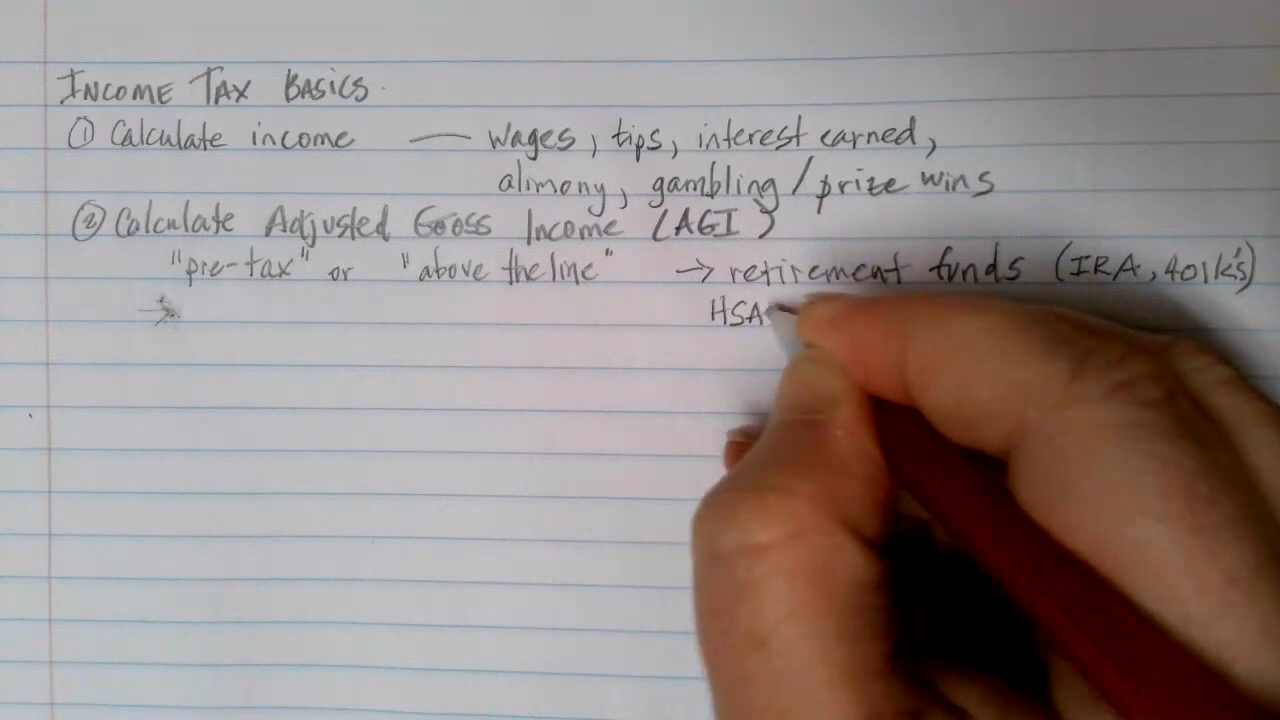 INCOME TAX BASICS.
① Calculate income — wages, tips, interest earned,
alimony, gambling/prize wins
② Calculate Adjusted Gross Income (AGI)
"pre-tax" or "above the line" → retirement funds (IRA, 401k's)
→ HSA